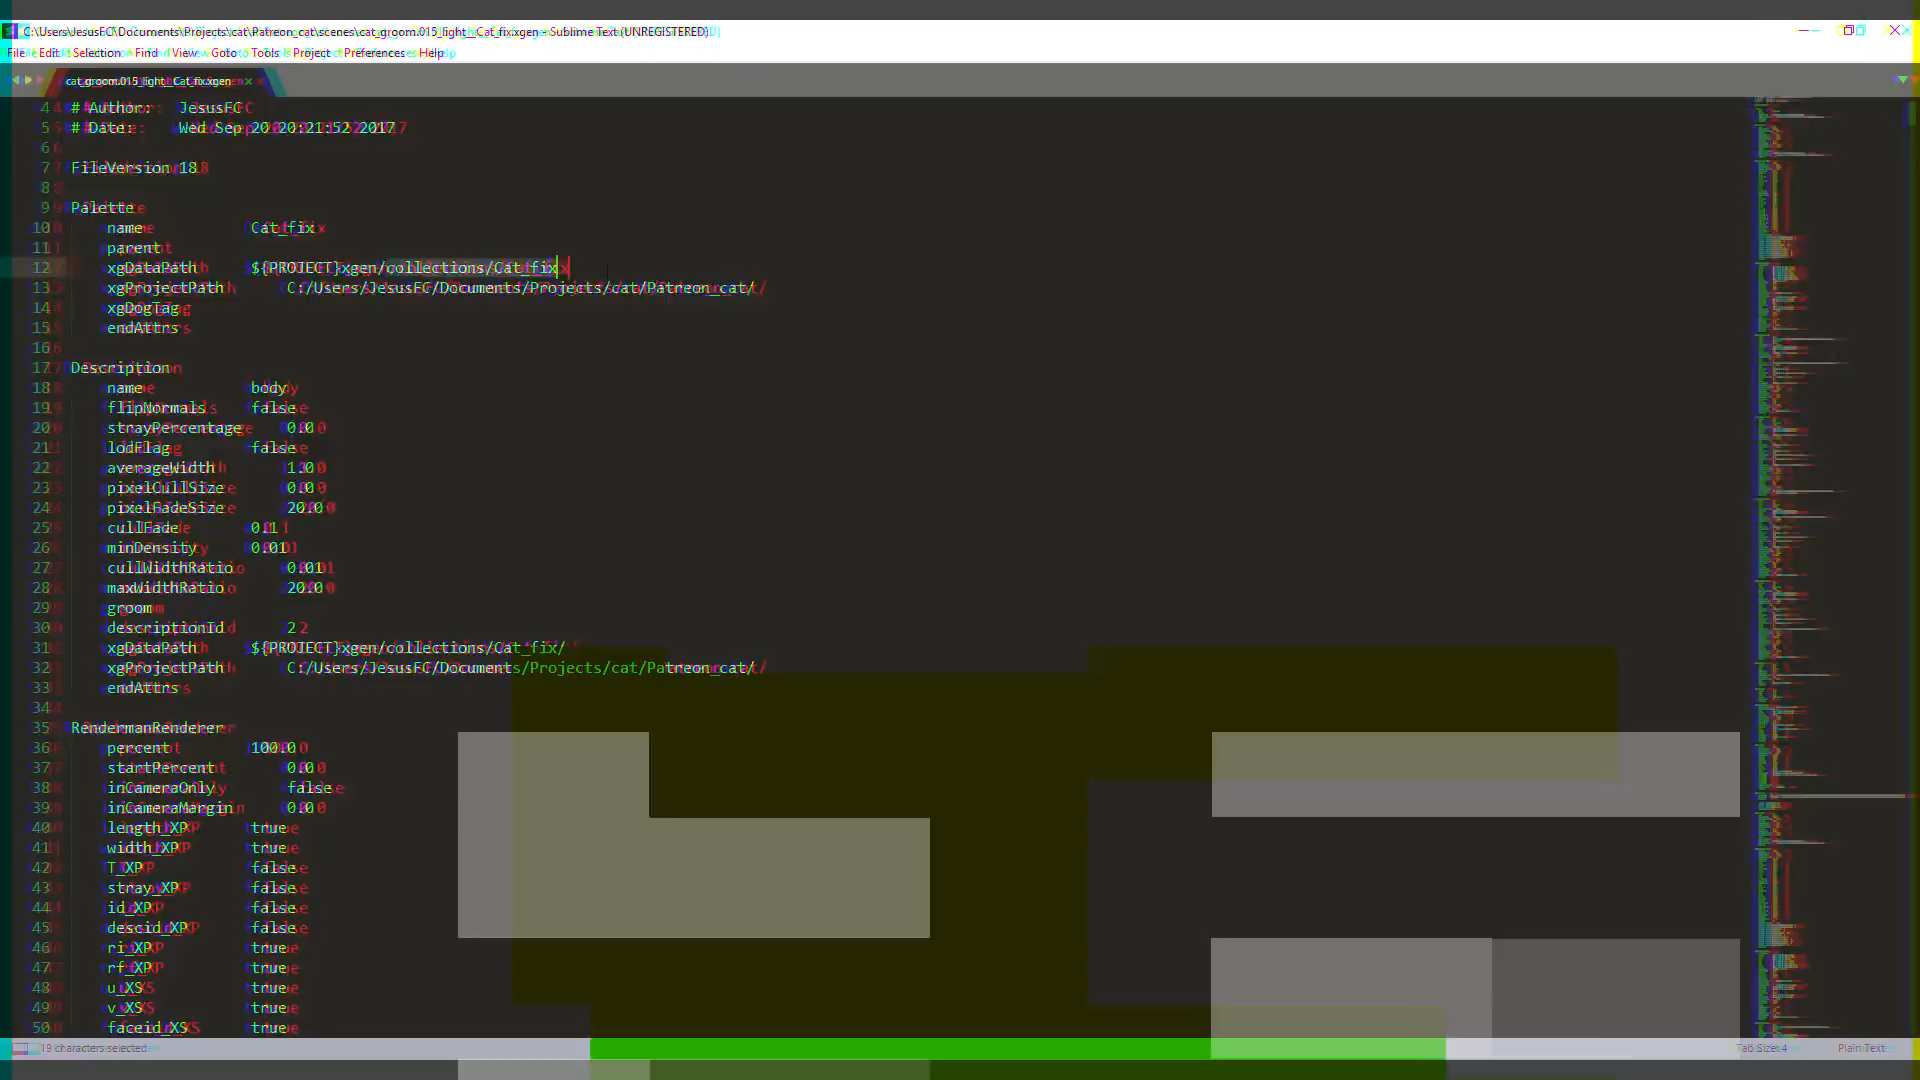 C:\Users\JesusFC\Documents\Projects\cat\Patreon_cat\scenes\cat_groom.015_light__Cat_fix.xgen - Sublime Text (UNREGISTERED)
File Edit Selection Find View Goto Tools Project Preferences Help
cat_groom.015_light__Cat_fix.xgen ×
4 # Author: JesusFC
5 # Date: Wed Sep 20 20:21:52 2017
6
7 FileVersion 18
8
9 Palette
10 name Cat_fix
11 parent
12 xgDataPath ${PROJECT}xgen/collections/Cat_fix
13 xgProjectPath C:/Users/JesusFC/Documents/Projects/cat/Patreon_cat/
14 xgDogTag
15 endAttrs
16
17 Description
18 name body
19 flipNormals false
20 strayPercentage 0.0
21 lodFlag false
22 averageWidth 1.0
23 pixelCullSize 0.0
24 pixelFadeSize 20.0
25 cullFade 0.1
26 minDensity 0.01
27 cullWidthRatio 0.01
28 maxWidthRatio 20.0
29 groom
30 descriptionId 2
31 xgDataPath ${PROJECT}xgen/collections/Cat_fix/
32 xgProjectPath C:/Users/JesusFC/Documents/Projects/cat/Patreon_cat/
33 endAttrs
34
35 RendermanRenderer
36 percent 100.0
37 startPercent 0.0
38 inCameraOnly false
39 inCameraMargin 0.0
40 length_XP true
41 width_XP true
42 T_XP false
43 stray_XP false
44 id_XP false
45 descid_XP false
46 ri_XP true
47 rf_XP true
48 u_XS true
49 v_XS true
50 faceid_XS true
19 characters selected
Tab Size: 4 Plain Text